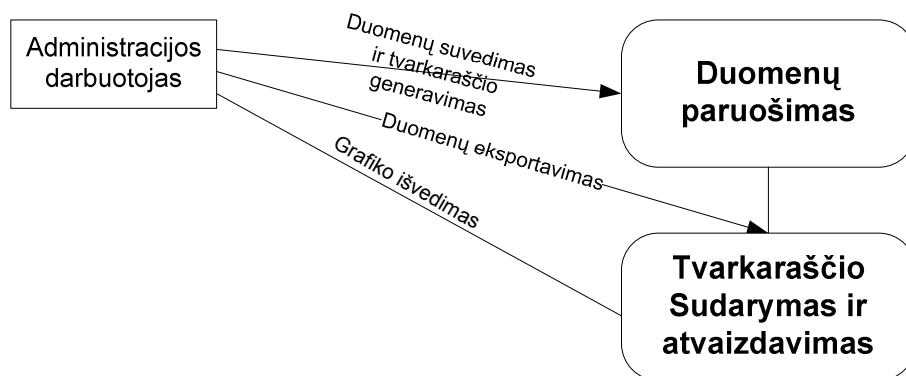 Administracijos
darbuotojas
Duomenų suvedimas
ir tvarkaraščio
generavimas
Duomenų
paruošimas
Duomenų eksportavimas
Grafiko išvedimas
Tvarkaraščio
Sudarymas ir
atvaizdavimas